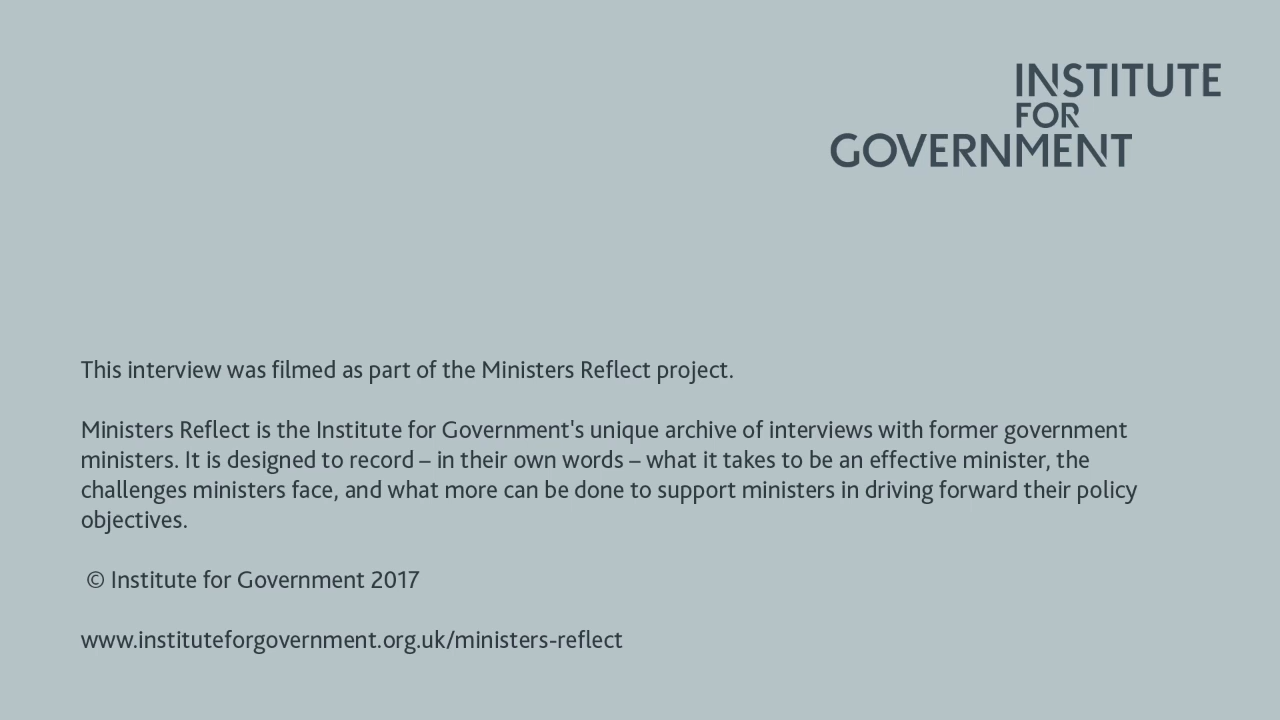 INSTITUTE
FOR
GOVERNMENT
This interview was filmed as part of the Ministers Reflect project.
Ministers Reflect is the Institute for Government's unique archive of interviews with former government
ministers. It is designed to record – in their own words – what it takes to be an effective minister, the
challenges ministers face, and what more can be done to support ministers in driving forward their policy
objectives.
© Institute for Government 2017
www.instituteforgovernment.org.uk/ministers-reflect